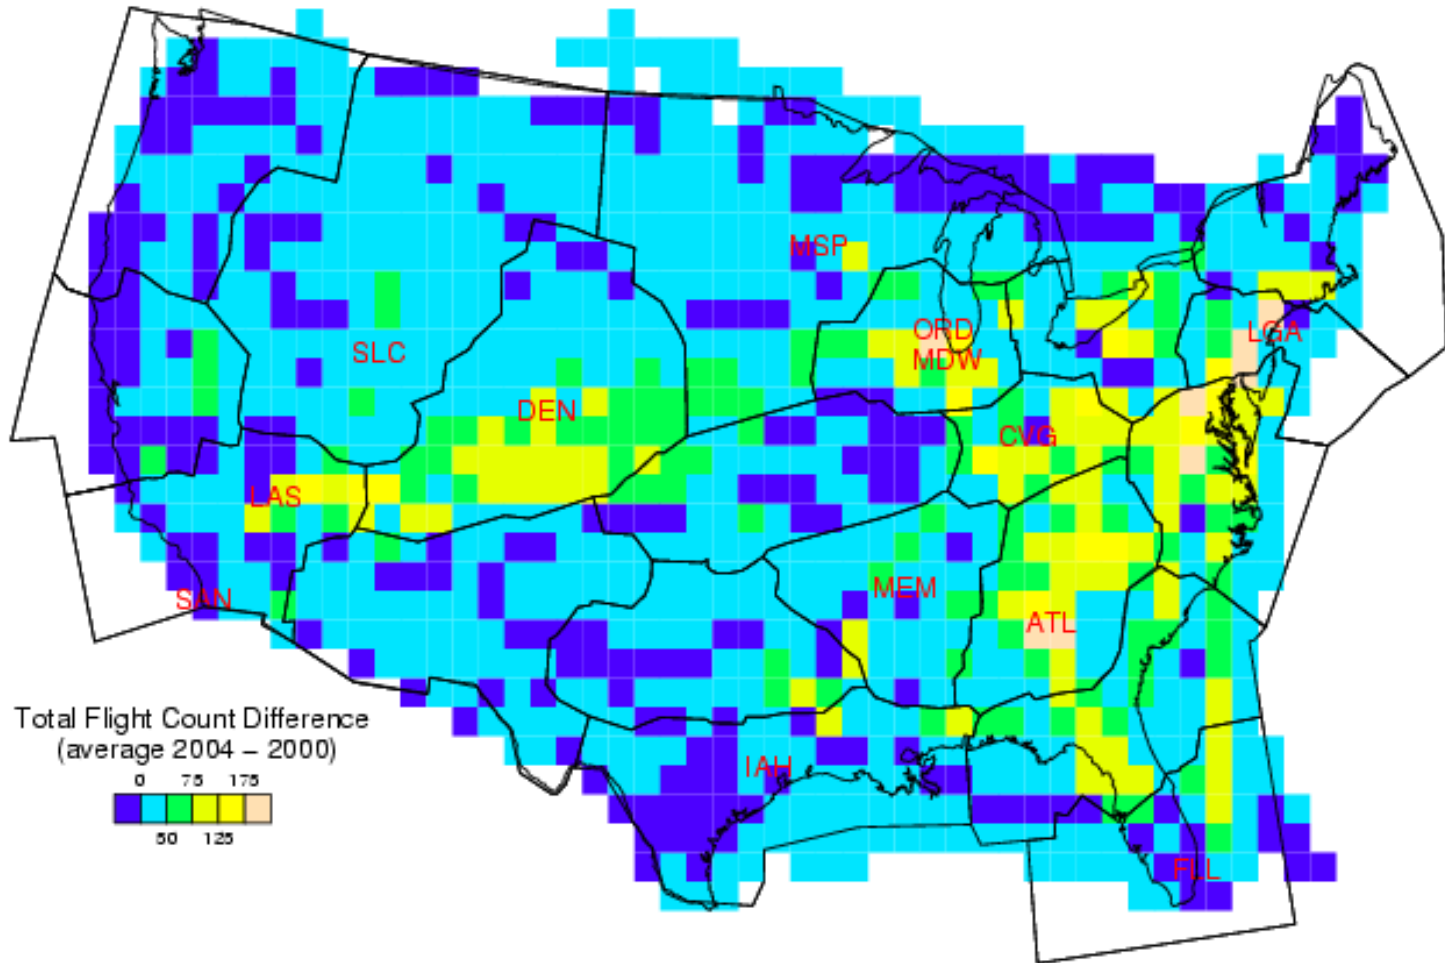 MSP
ORD
LGA
SLC
MDW
DEN
CVG
LAS
MEM
SAN
ATL
Total Flight Count Difference
(average 2004 – 2000)
IAH
0 75 175
50 125
FLL